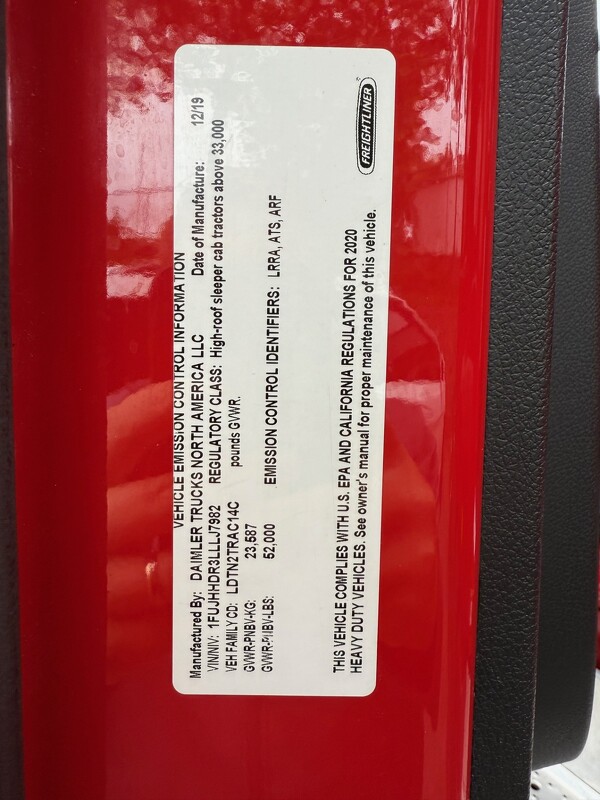 VEHICLE EMISSION CONTROL INFORMATION
Manufactured By: DAIMLER TRUCKS NORTH AMERICA LLC Date of Manufacture: 12/19
VIN/NIV: 1FUJHHDR3LLLJ7982 REGULATORY CLASS: High-roof sleeper cab tractors above 33,000
VEH FAMILY CD: LDTN2TRAC14C pounds GVWR.
GVWR-PNBV-KG: 23,587
GVWR-PNBV-LBS: 52,000 EMISSION CONTROL IDENTIFIERS: LRRA, ATS, ARF
THIS VEHICLE COMPLIES WITH U.S. EPA AND CALIFORNIA REGULATIONS FOR 2020
HEAVY DUTY VEHICLES. See owner's manual for proper maintenance of this vehicle.
FREIGHTLINER